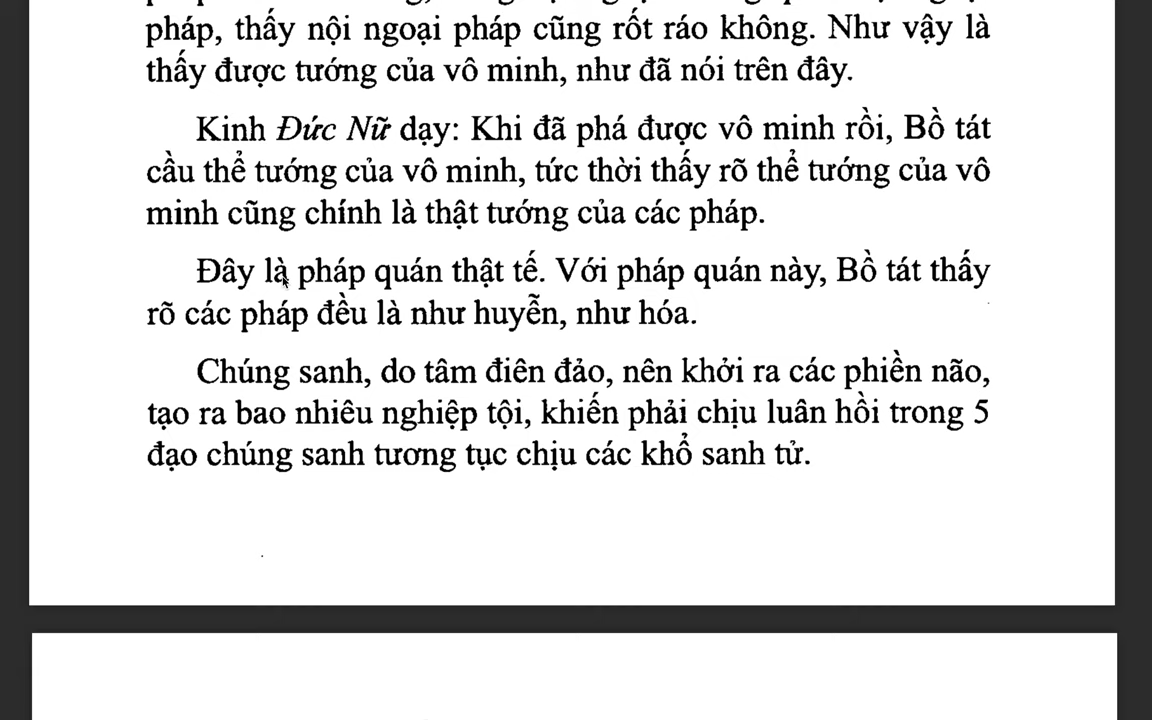 pháp, thấy nội ngoại pháp cũng rốt ráo không. Như vậy là
thấy được tướng của vô minh, như đã nói trên đây.
Kinh Đức Nữ dạy: Khi đã phá được vô minh rồi, Bồ tát
cầu thể tướng của vô minh, tức thời thấy rõ thể tướng của vô
minh cũng chính là thật tướng của các pháp.
Đây là pháp quán thật tế. Với pháp quán này, Bồ tát thấy
rõ các pháp đều là như huyễn, như hóa.
Chúng sanh, do tâm điên đảo, nên khởi ra các phiền não,
tạo ra bao nhiêu nghiệp tội, khiến phải chịu luân hồi trong 5
đạo chúng sanh tương tục chịu các khổ sanh tử.